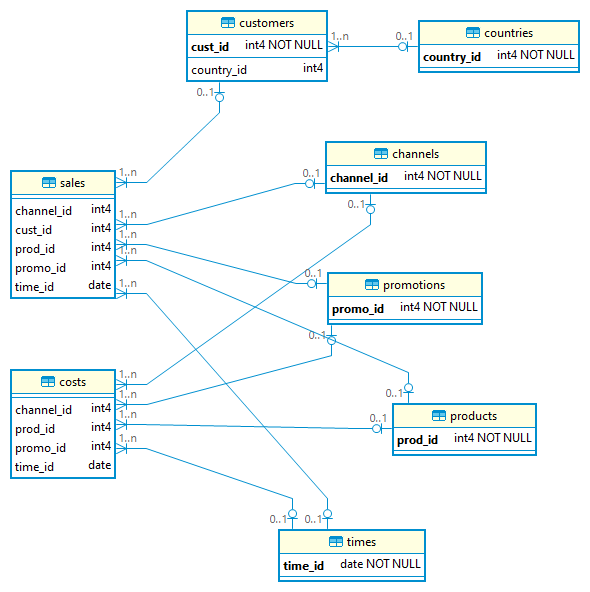 customers
cust_id int4 NOT NULL
country_id int4
countries
country_id int4 NOT NULL
1..n
0..1
0..1
channels
channel_id int4 NOT NULL
0..1
0..1
sales
channel_id int4
cust_id int4
prod_id int4
promo_id int4
time_id date
1..n
1..n
1..n
1..n
promotions
promo_id int4 NOT NULL
0..1
0..1
costs
channel_id int4
prod_id int4
promo_id int4
time_id date
1..n
1..n
1..n
1..n
products
prod_id int4 NOT NULL
0..1
0..1
times
time_id date NOT NULL
0..1
0..1